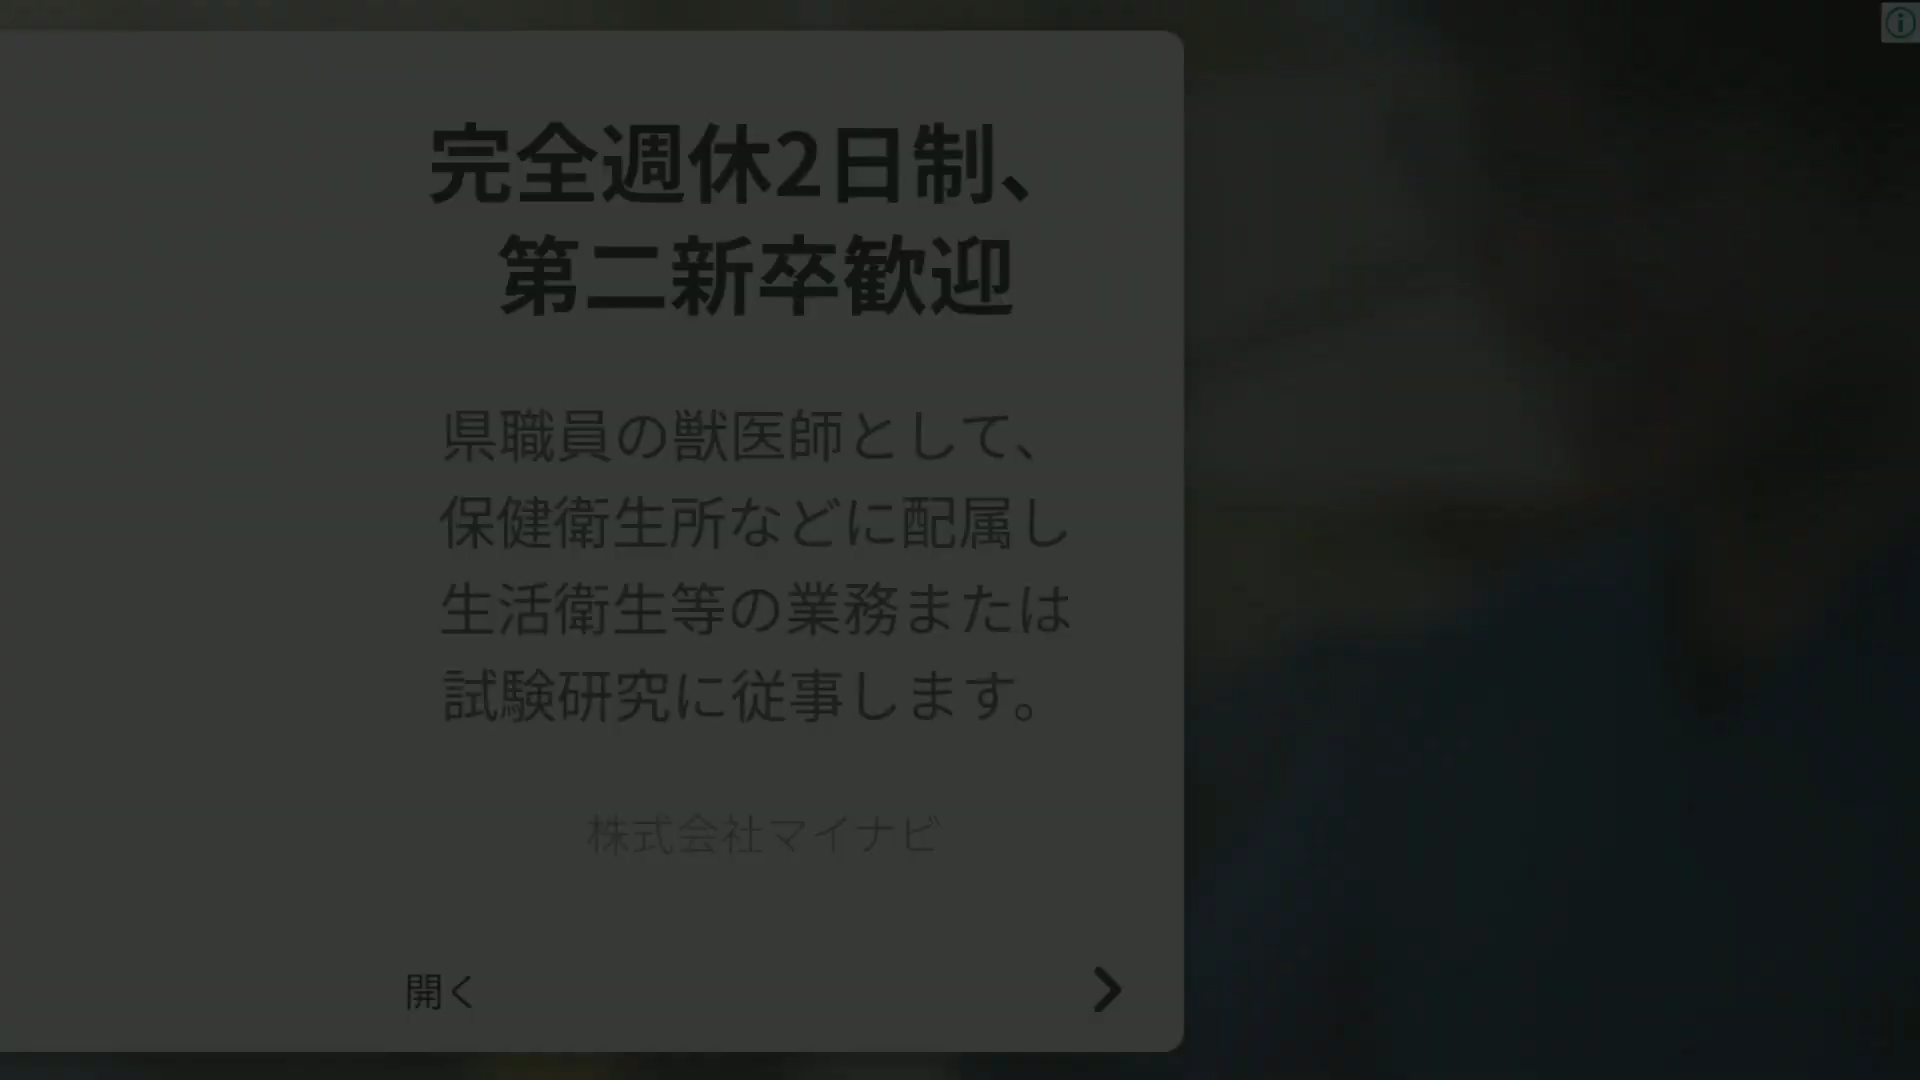 完全週休2日制、
第二新卒歓迎
県職員の獣医師として、
保健衛生所などに配属し
生活衛生等の業務または
試験研究に従事します。
株式会社マイナビ
開く